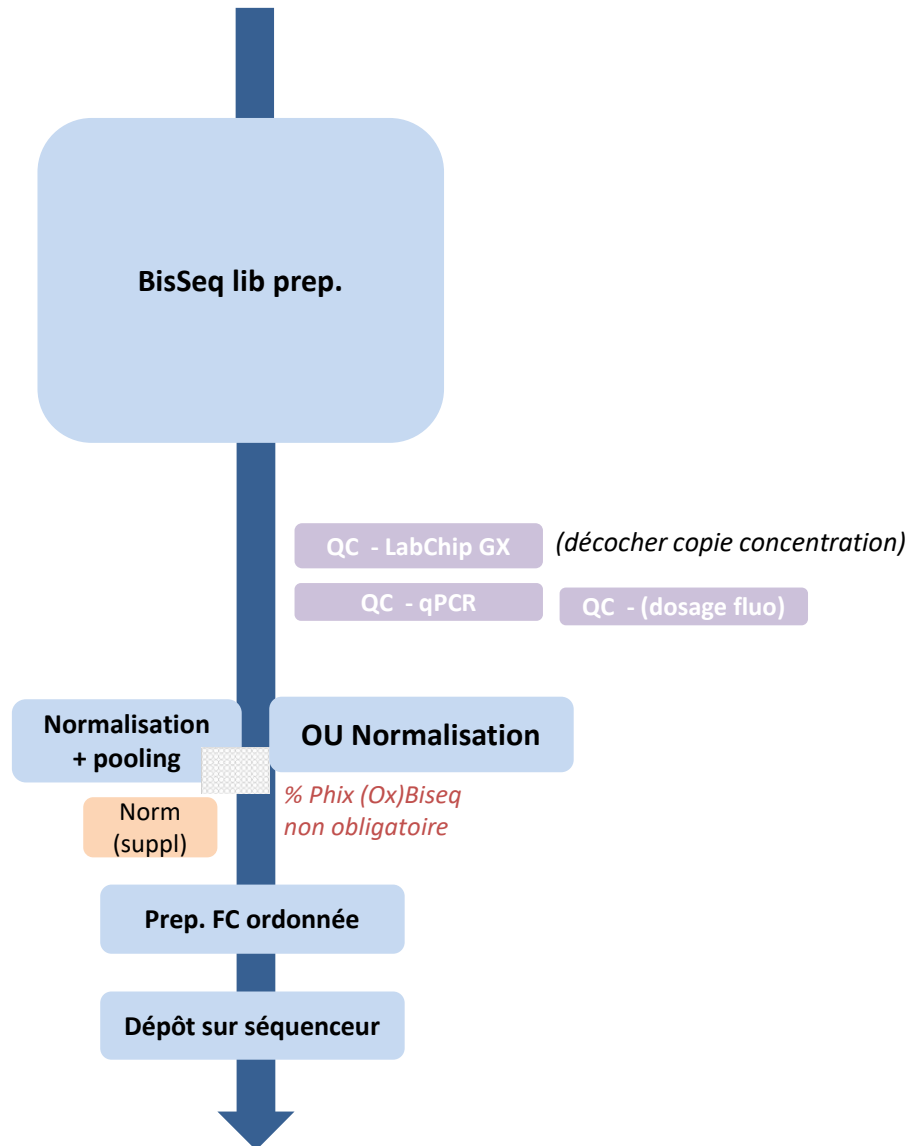 BisSeq lib prep.
QC - LabChip GX
(décocher copie concentration)
QC - qPCR
QC - (dosage fluo)
Normalisation
+ pooling
OU Normalisation
% Phix (Ox)Biseq
non obligatoire
Norm
(suppl)
Prep. FC ordonnée
Dépôt sur séquenceur